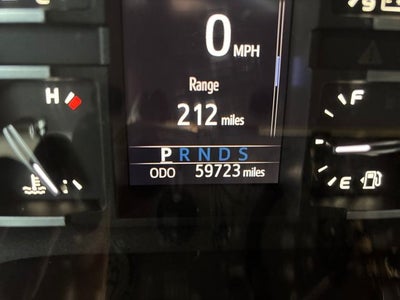 0 MPH
Range
212 miles
H
F
P R N D S
E
ODO 59723 miles